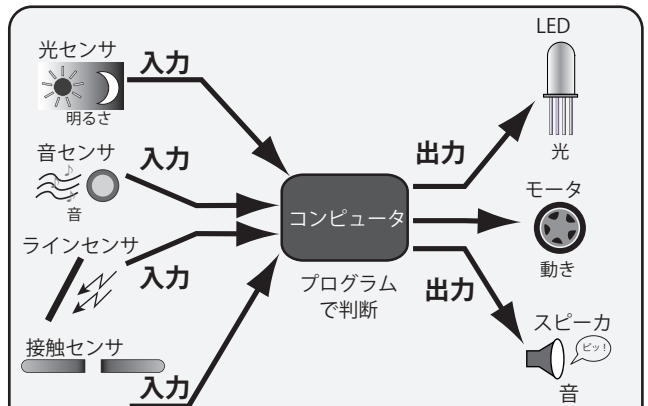 光センサ
入力
明るさ
音センサ
入力
音
ラインセンサ
入力
接触センサ
入力
コンピュータ
プログラム
で判断
LED
出力
光
モータ
動き
出力
スピーカ
ピッ!
音